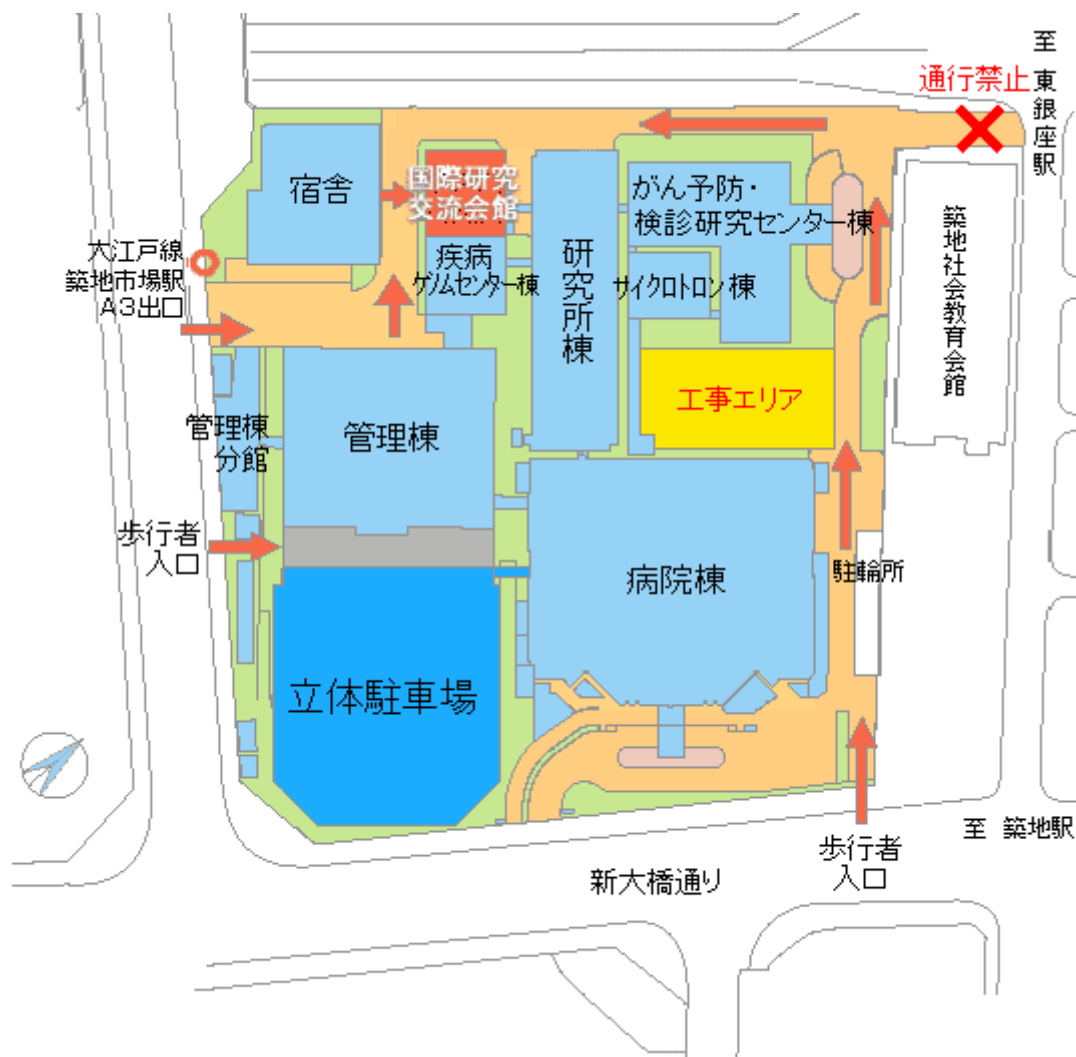 至
東銀座駅
通行禁止
宿舎
国際研究
交流会館
がん予防・
検診研究センター棟
大江戸線
築地市場駅
A3出口
疾病
ゲノムセンター棟
研究所棟
サイクロトロン棟
築地社会教育会館
工事エリア
管理棟
分館
管理棟
歩行者
入口
病院棟
駐輪所
立体駐車場
至 築地駅
歩行者
入口
新大橋通り